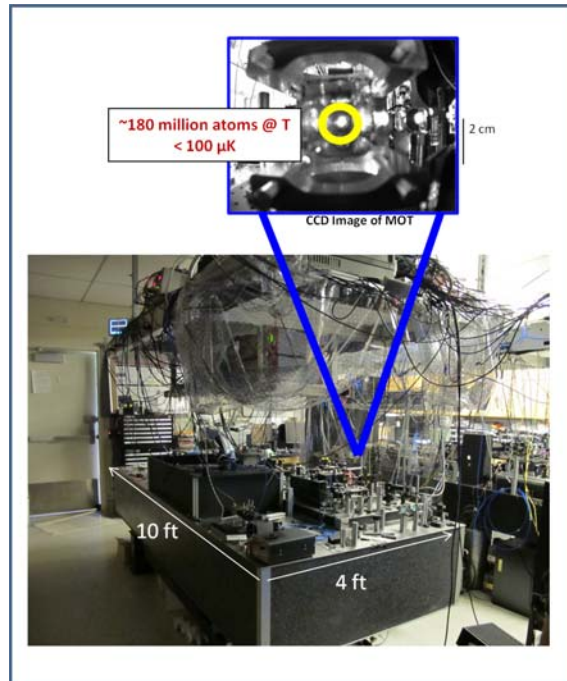 ~180 million atoms @ T
< 100 µK
2 cm
CCD Image of MOT
10 ft
4 ft